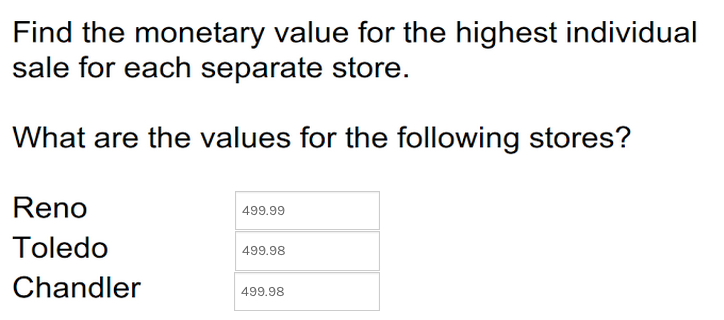 Find the monetary value for the highest individual
sale for each separate store.
What are the values for the following stores?
Reno 499.99
Toledo 499.98
Chandler 499.98